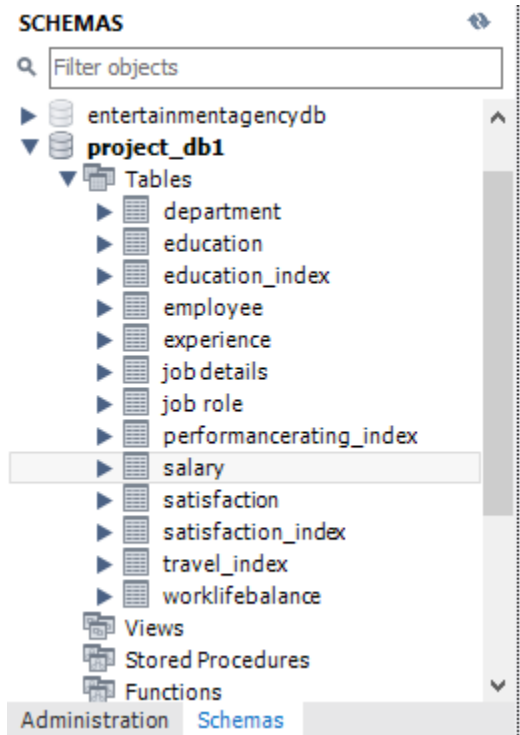 SCHEMAS
Filter objects
entertainmentagencydb
project_db1
Tables
department
education
education_index
employee
experience
job details
job role
performancerating_index
salary
satisfaction
satisfaction_index
travel_index
worklifebalance
Views
Stored Procedures
Functions
Administration Schemas